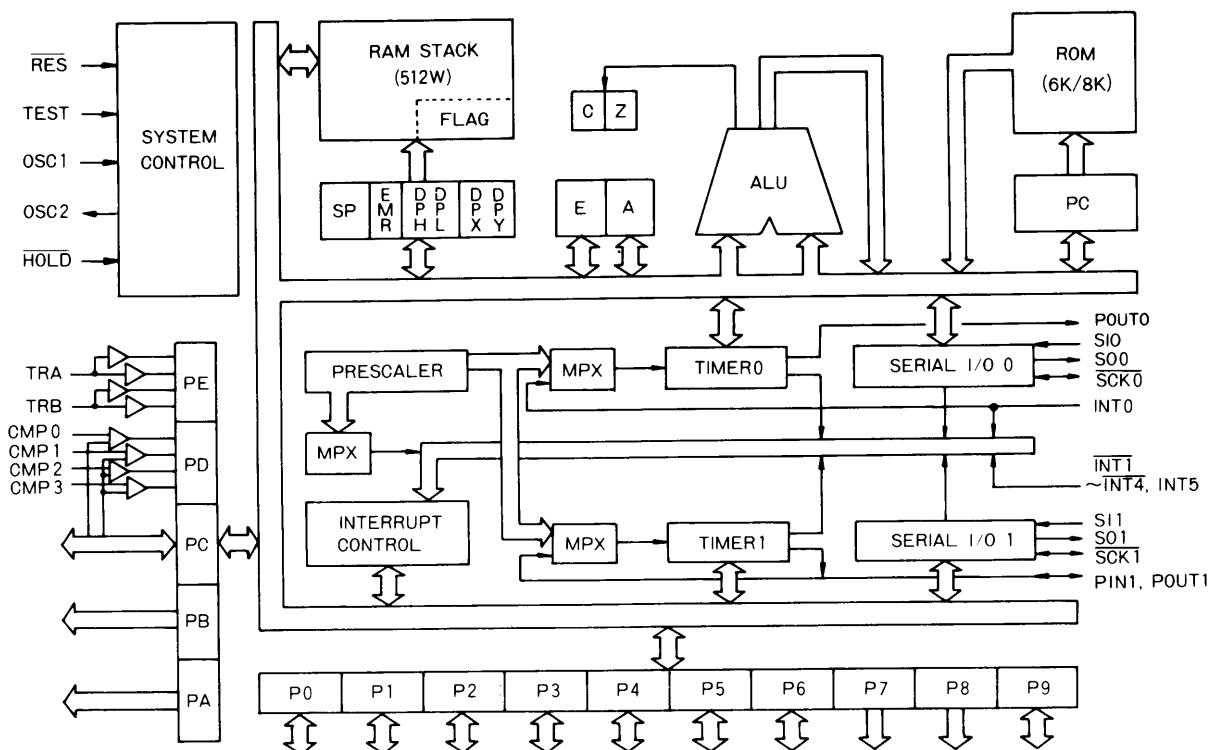 RES
TEST
OSC1
OSC2
HOLD
SYSTEM
CONTROL
RAM STACK
(512W)
FLAG
SP
EMR
DPH
DPL
DPX
DPY
C
Z
E
A
ALU
ROM
(6K/8K)
PC
TRA
TRB
CMP0
CMP1
CMP2
CMP3
PE
PD
PC
PB
PA
PRESCALER
MPX
MPX
TIMER0
SERIAL I/O 0
POUT0
SI0
SO0
SCK0
INT0
INTERRUPT
CONTROL
MPX
TIMER1
SERIAL I/O 1
INT1
~INT4, INT5
SI1
SO1
SCK1
PIN1, POUT1
P0
P1
P2
P3
P4
P5
P6
P7
P8
P9